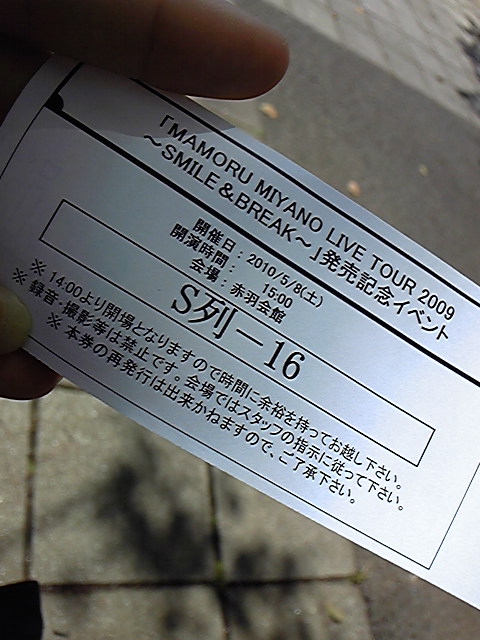 「MAMORU MIYANO LIVE TOUR 2009
～SMILE＆BREAK～」発売記念イベント
開催日：2010/5/8(土)
開演時間：15:00
会場：赤羽会館
S列－16
※ 14:00より開場となりますので時間に余裕を持ってお越し下さい。
※ 録音・撮影等は禁止です。会場ではスタッフの指示に従って下さい。
※ 本券の再発行は出来かねますので、ご了承下さい。